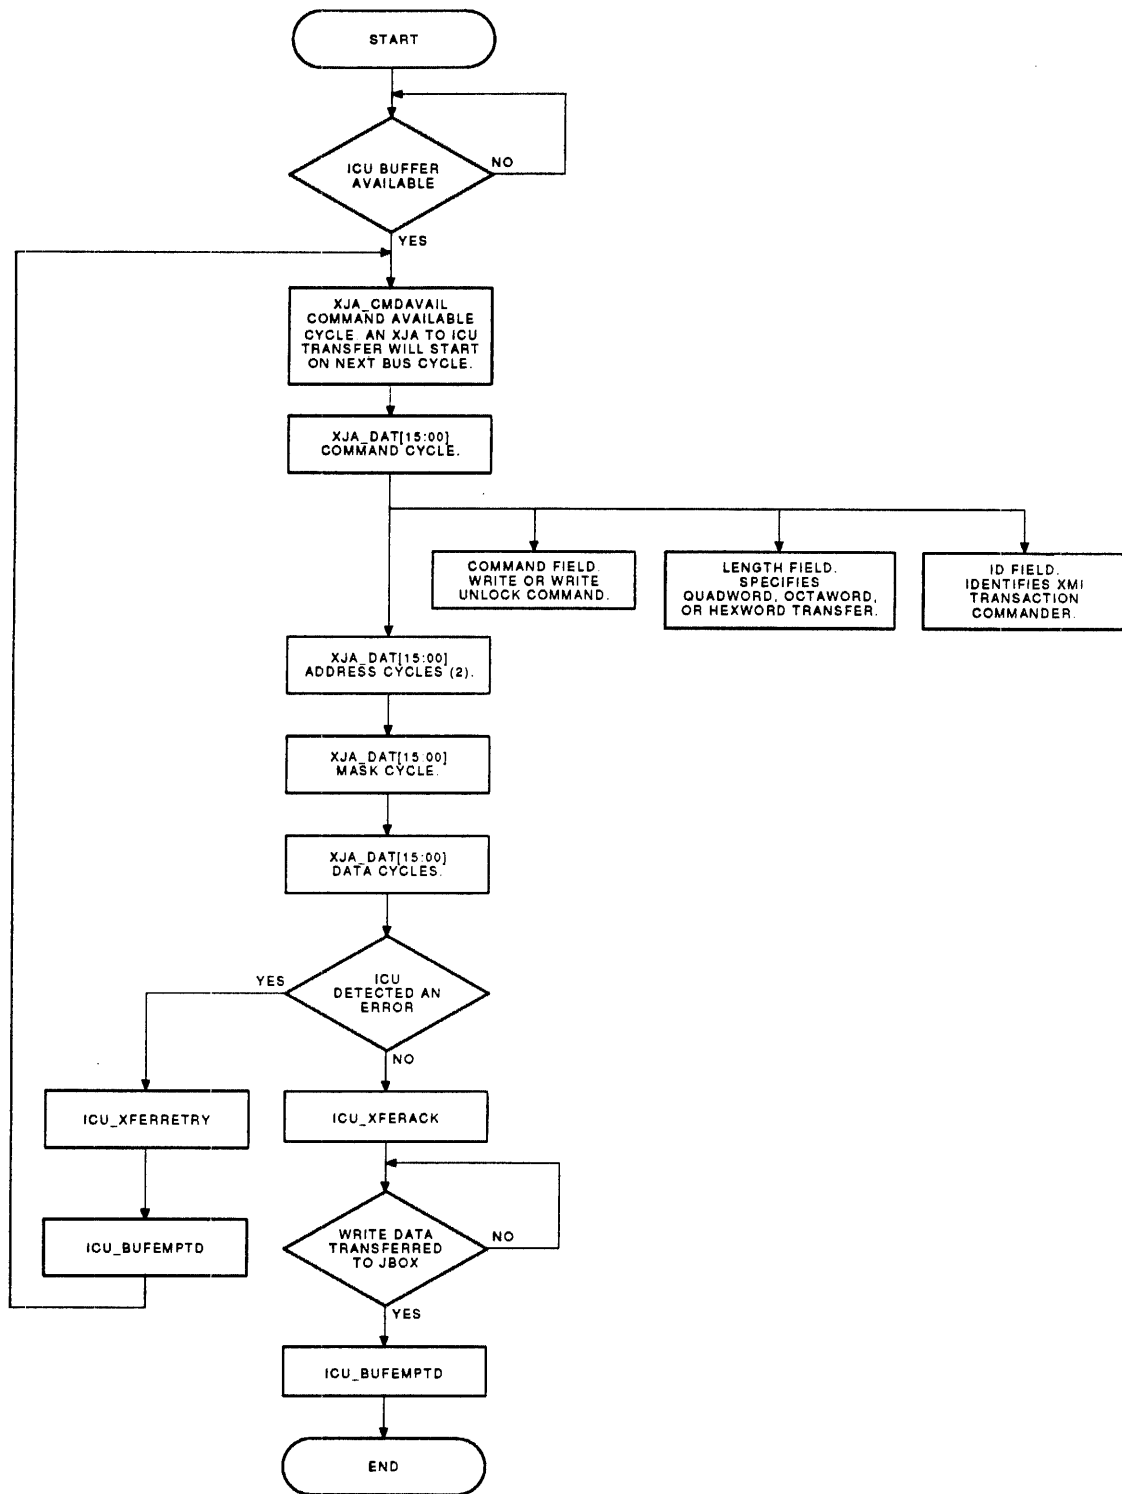 START
ICU BUFFER
AVAILABLE
NO
YES
XJA_CMDAVAIL
COMMAND AVAILABLE
CYCLE. AN XJA TO ICU
TRANSFER WILL START
ON NEXT BUS CYCLE.
XJA_DAT[15:00]
COMMAND CYCLE.
COMMAND FIELD.
WRITE OR WRITE
UNLOCK COMMAND.
LENGTH FIELD.
SPECIFIES
QUADWORD, OCTAWORD,
OR HEXWORD TRANSFER.
ID FIELD.
IDENTIFIES XMI
TRANSACTION
COMMANDER.
XJA_DAT[15:00]
ADDRESS CYCLES (2).
XJA_DAT[15:00]
MASK CYCLE.
XJA_DAT[15:00]
DATA CYCLES.
YES
ICU
DETECTED AN
ERROR
NO
ICU_XFERRETRY
ICU_XFERACK
ICU_BUFEMPTD
WRITE DATA
TRANSFERRED
TO JBOX
NO
YES
ICU_BUFEMPTD
END